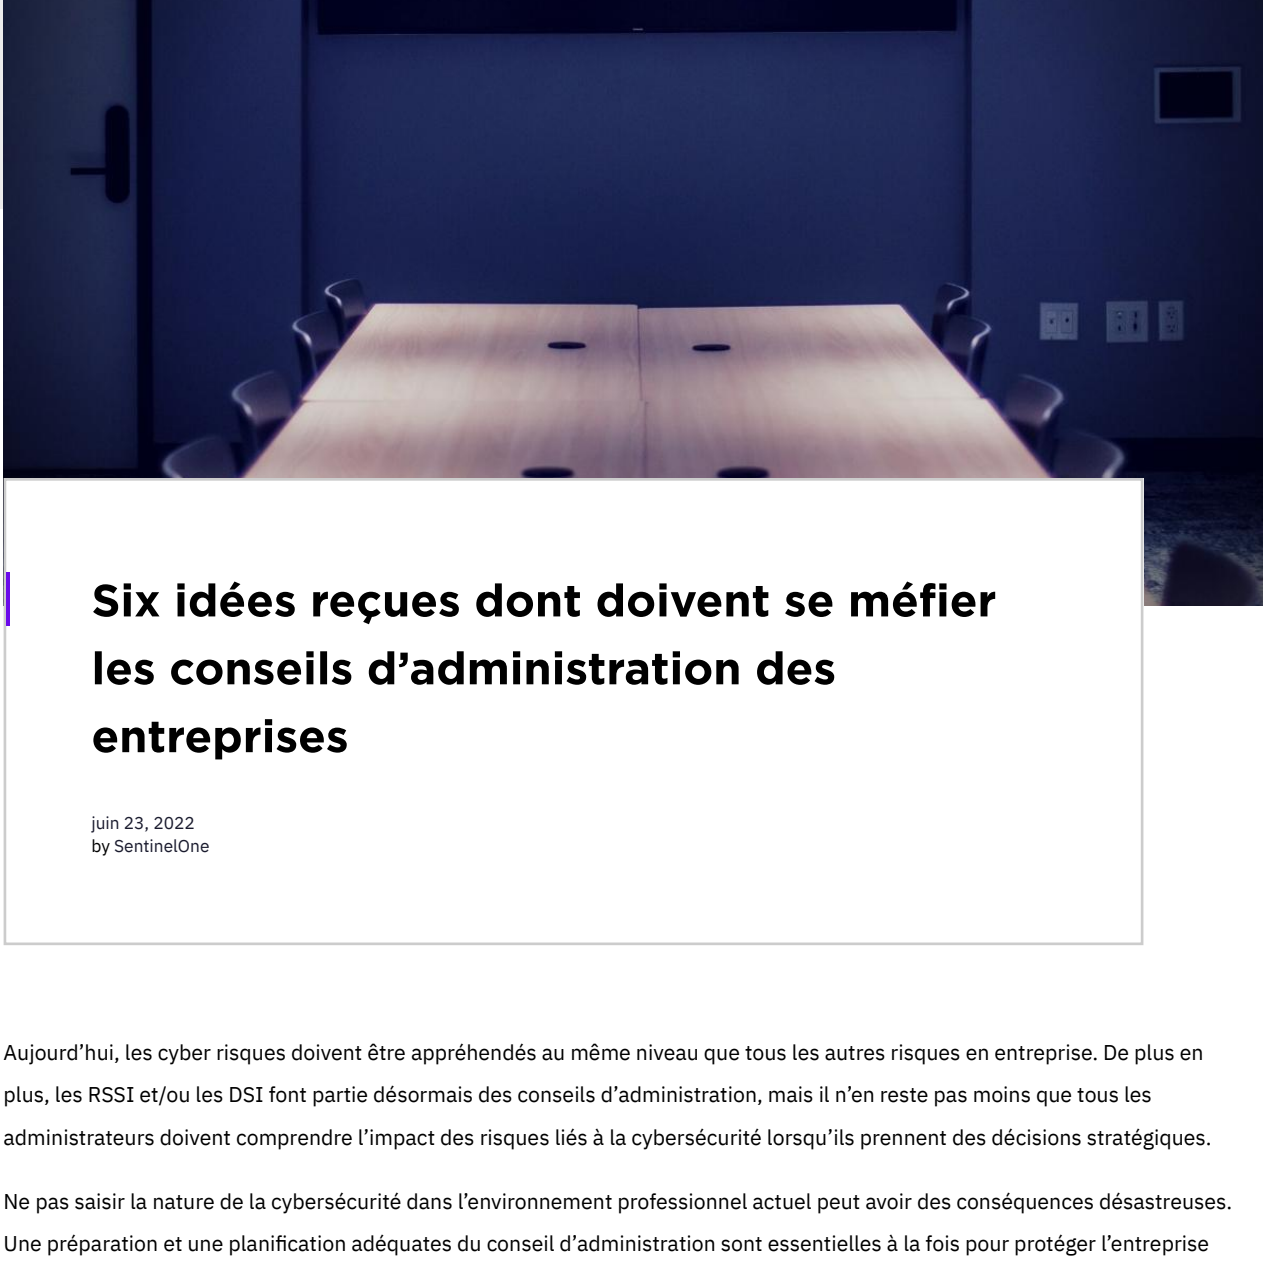 Six idées reçues dont doivent se méfier
les conseils d’administration des
entreprises
juin 23, 2022
by SentinelOne
Aujourd’hui, les cyber risques doivent être appréhendés au même niveau que tous les autres risques en entreprise. De plus en
plus, les RSSI et/ou les DSI font partie désormais des conseils d’administration, mais il n’en reste pas moins que tous les
administrateurs doivent comprendre l’impact des risques liés à la cybersécurité lorsqu’ils prennent des décisions stratégiques.
Ne pas saisir la nature de la cybersécurité dans l’environnement professionnel actuel peut avoir des conséquences désastreuses.
Une préparation et une planification adéquates du conseil d’administration sont essentielles à la fois pour protéger l’entreprise